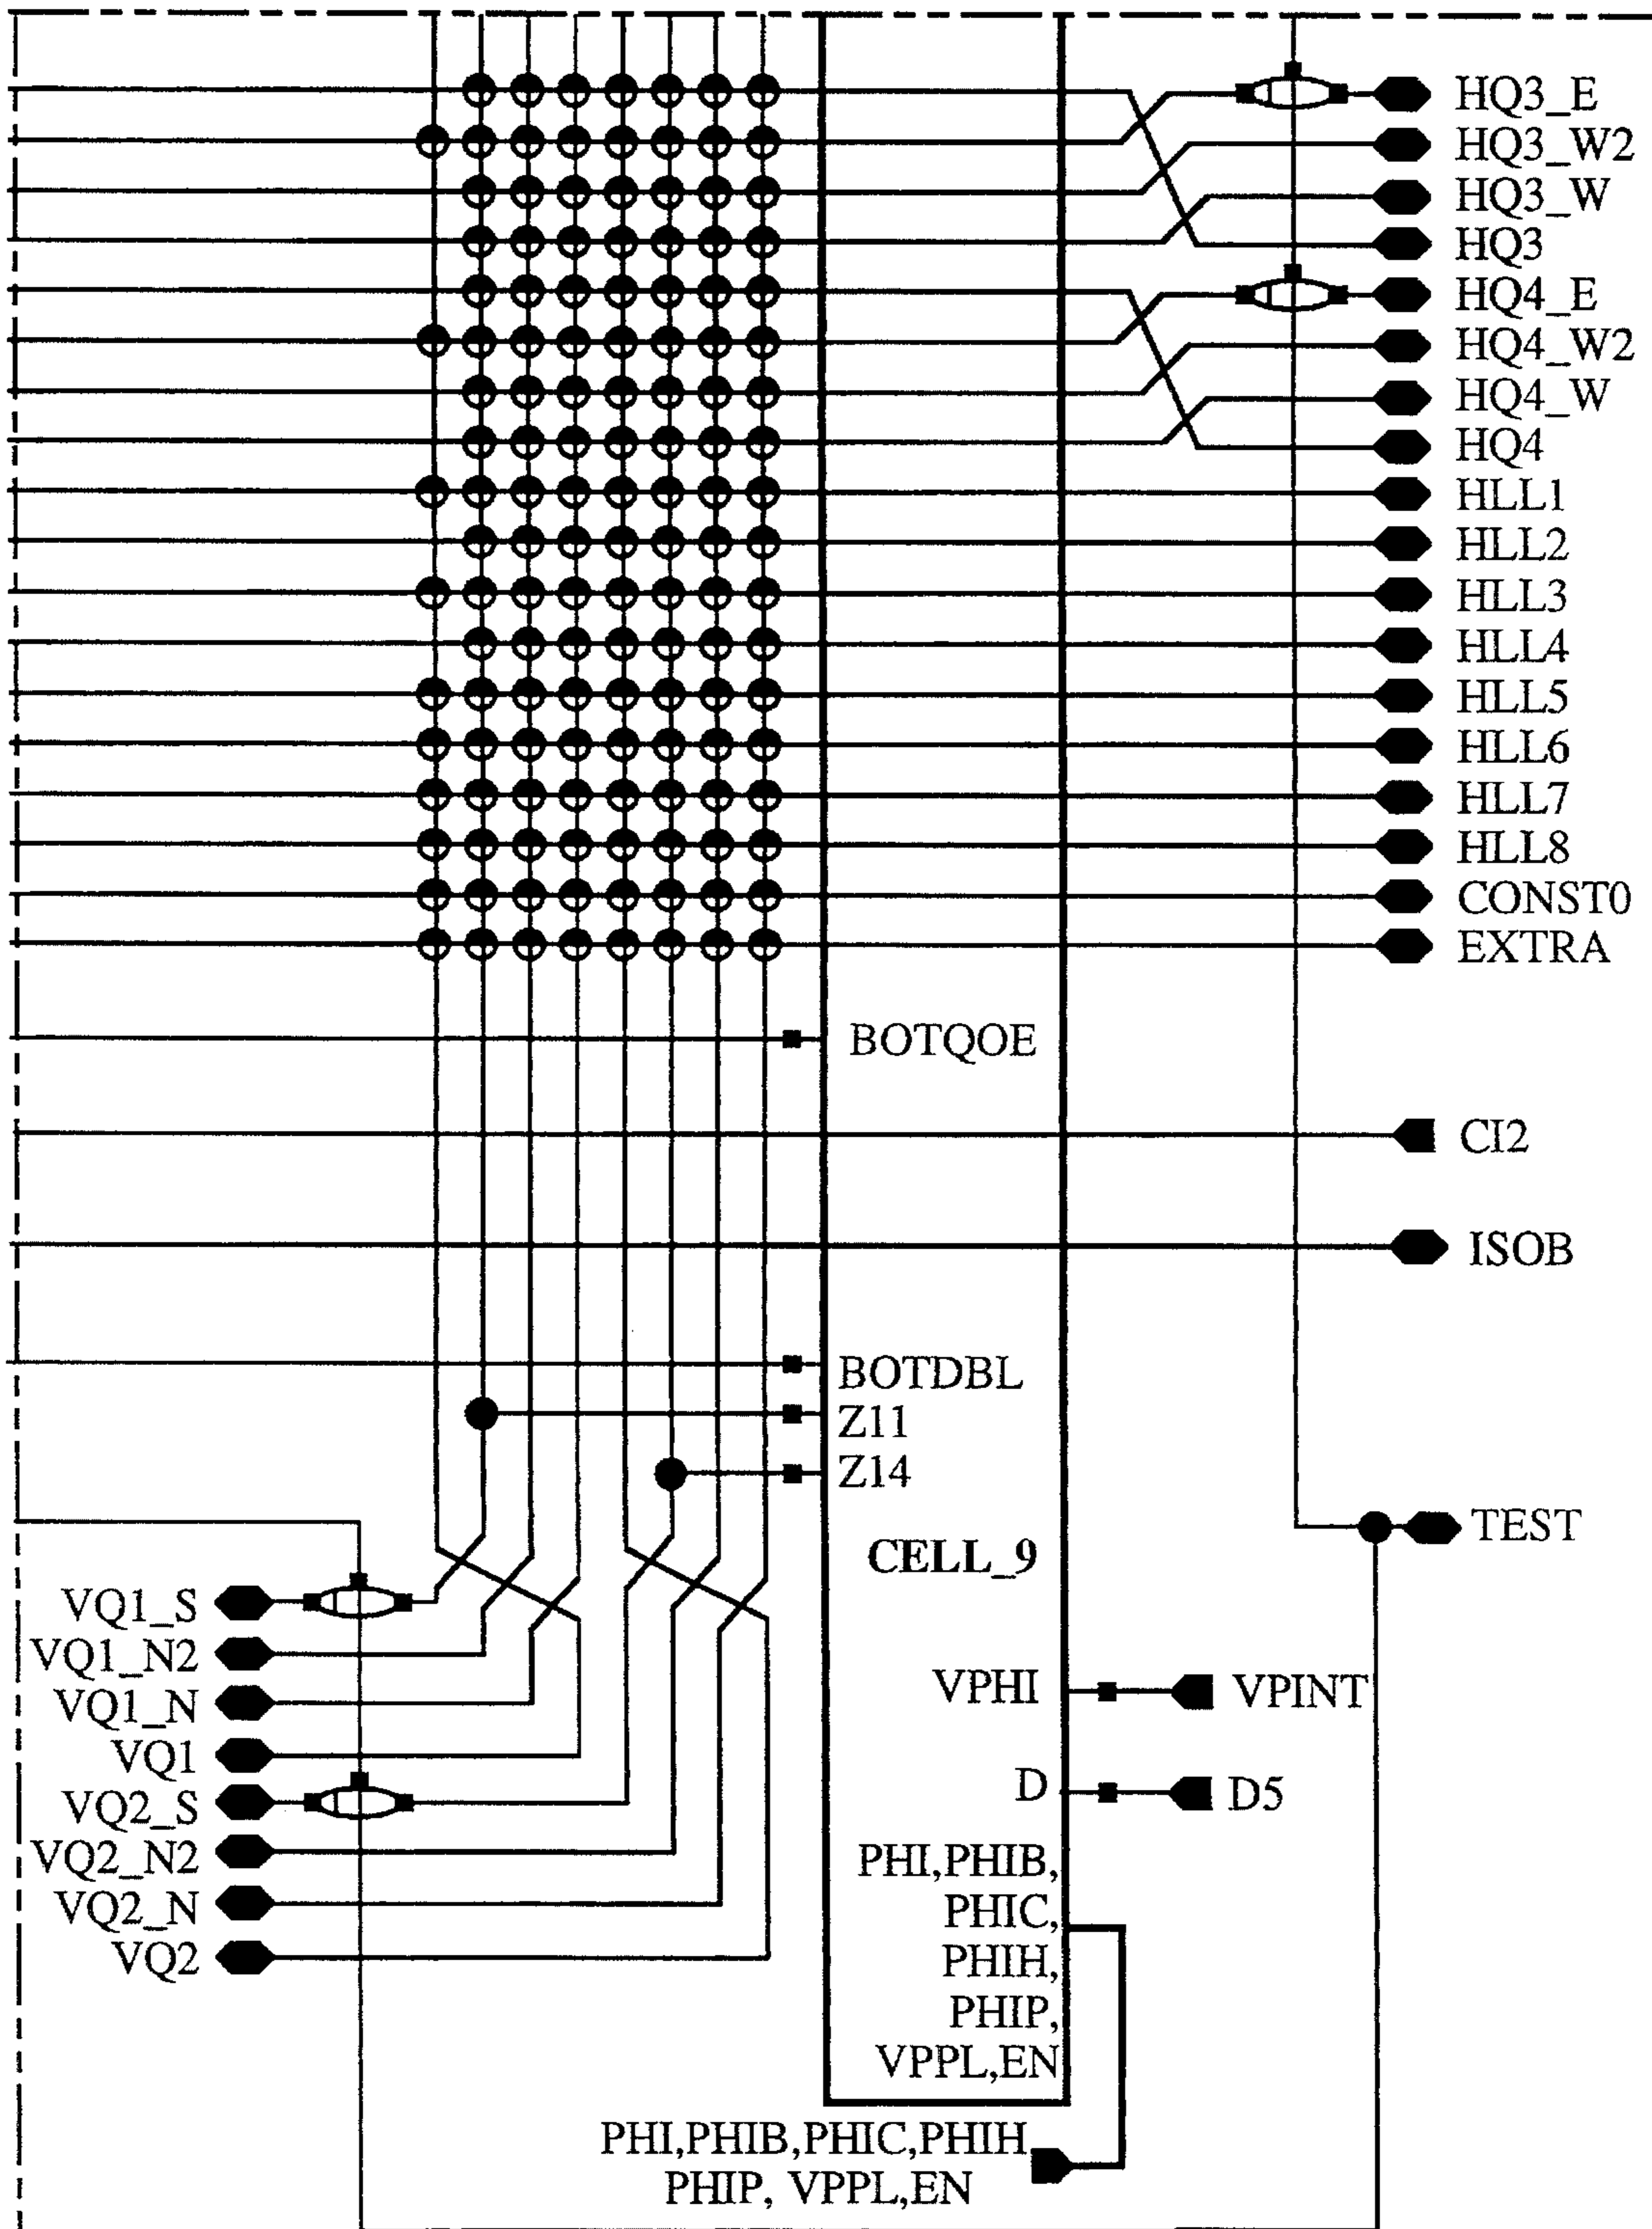 HQ3_E
HQ3_W2
HQ3_W
HQ3
HQ4_E
HQ4_W2
HQ4_W
HQ4
HLL1
HLL2
HLL3
HLL4
HLL5
HLL6
HLL7
HLL8
CONST0
EXTRA
BOTQOE
CI2
ISOB
BOTDBL
Z11
Z14
TEST
CELL_9
VQ1_S
VQ1_N2
VQ1_N
VQ1
VQ2_S
VQ2_N2
VQ2_N
VQ2
VPHI
VPINT
D
D5
PHI,PHIB,
PHIC,
PHIH,
PHIP,
VPPL,EN
PHI,PHIB,PHIC,PHIH
PHIP, VPPL,EN